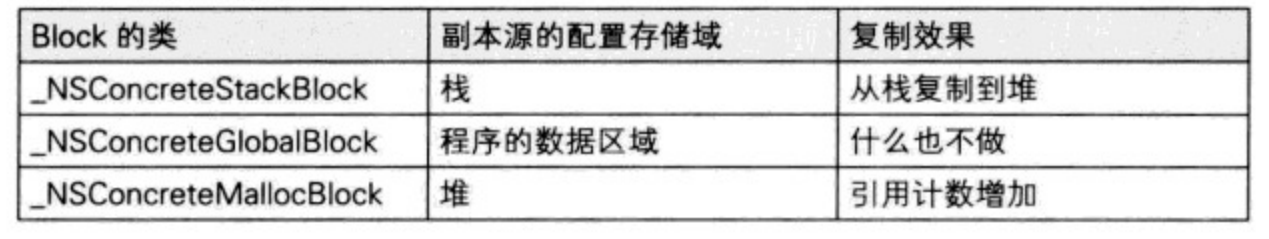 Block 的类 副本源的配置存储域 复制效果
_NSConcreteStackBlock 栈 从栈复制到堆
_NSConcreteGlobalBlock 程序的数据区域 什么也不做
_NSConcreteMallocBlock 堆 引用计数增加